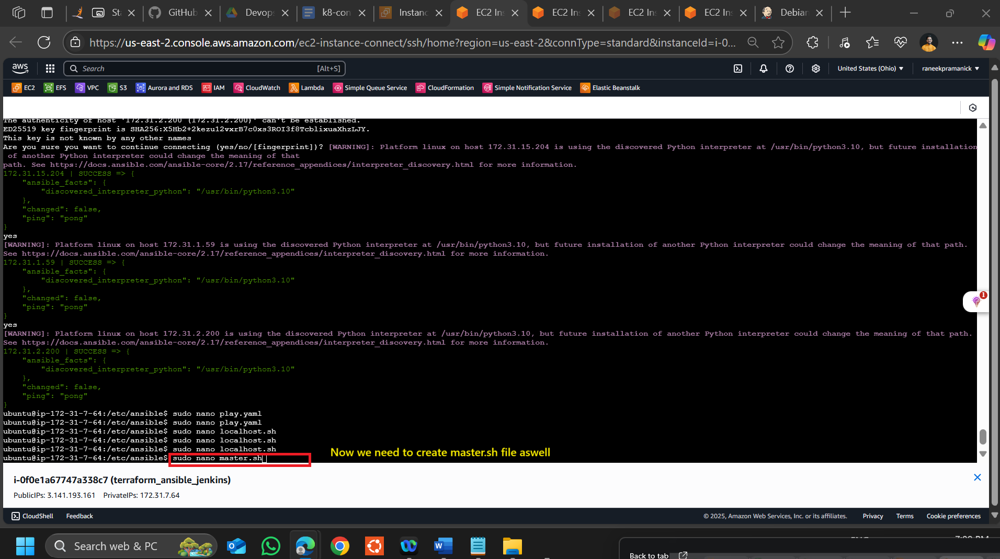 St
GitHub
Devop
k8-con
Instanc
EC2 Ins
EC2 In
EC2 In
EC2 Ins
Debian
https://us-east-2.console.aws.amazon.com/ec2-instance-connect/ssh/home?region=us-east-2&connType=standard&instanceId=i-0...
aws
Search
[Alt+S]
United States (Ohio)
raneekpramanick
EC2
EFS
VPC
S3
Aurora and RDS
IAM
CloudWatch
Lambda
Simple Queue Service
CloudFormation
Simple Notification Service
Elastic Beanstalk
The authenticity of host '172.31.2.200 (172.31.2.200)' can't be established.
ED25519 key fingerprint is SHA256:X5Hb2+2kezu12vxrB7c0xs3ROI3f8TcblixuaXhzLJY.
This key is not known by any other names
Are you sure you want to continue connecting (yes/no/[fingerprint])? [WARNING]: Platform linux on host 172.31.15.204 is using the discovered Python interpreter at /usr/bin/python3.10, but future installation
of another Python interpreter could change the meaning of that
path. See https://docs.ansible.com/ansible-core/2.17/reference_appendices/interpreter_discovery.html for more information.
172.31.15.204 | SUCCESS => {
"ansible_facts": {
"discovered_interpreter_python": "/usr/bin/python3.10"
},
"changed": false,
"ping": "pong"
}
yes
[WARNING]: Platform linux on host 172.31.1.59 is using the discovered Python interpreter at /usr/bin/python3.10, but future installation of another Python interpreter could change the meaning of that path.
See https://docs.ansible.com/ansible-core/2.17/reference_appendices/interpreter_discovery.html for more information.
172.31.1.59 | SUCCESS => {
"ansible_facts": {
"discovered_interpreter_python": "/usr/bin/python3.10"
},
"changed": false,
"ping": "pong"
}
yes
[WARNING]: Platform linux on host 172.31.2.200 is using the discovered Python interpreter at /usr/bin/python3.10, but future installation of another Python interpreter could change the meaning of that path.
See https://docs.ansible.com/ansible-core/2.17/reference_appendices/interpreter_discovery.html for more information.
172.31.2.200 | SUCCESS => {
"ansible_facts": {
"discovered_interpreter_python": "/usr/bin/python3.10"
},
"changed": false,
"ping": "pong"
}
ubuntu@ip-172-31-7-64:/etc/ansible$ sudo nano play.yaml
ubuntu@ip-172-31-7-64:/etc/ansible$ sudo nano play.yaml
ubuntu@ip-172-31-7-64:/etc/ansible$ sudo nano localhost.sh
ubuntu@ip-172-31-7-64:/etc/ansible$ sudo nano localhost.sh
ubuntu@ip-172-31-7-64:/etc/ansible$ sudo nano localhost.sh
ubuntu@ip-172-31-7-64:/etc/ansible$ sudo nano master.sh
Now we need to create master.sh file aswell
1
i-0f0e1a67747a338c7 (terraform_ansible_jenkins)
PublicIPs: 3.141.193.161 PrivateIPs: 172.31.7.64
CloudShell
Feedback
© 2025, Amazon Web Services, Inc. or its affiliates.
Privacy
Terms
Cookie preferences
Search web & PC
Back to tab